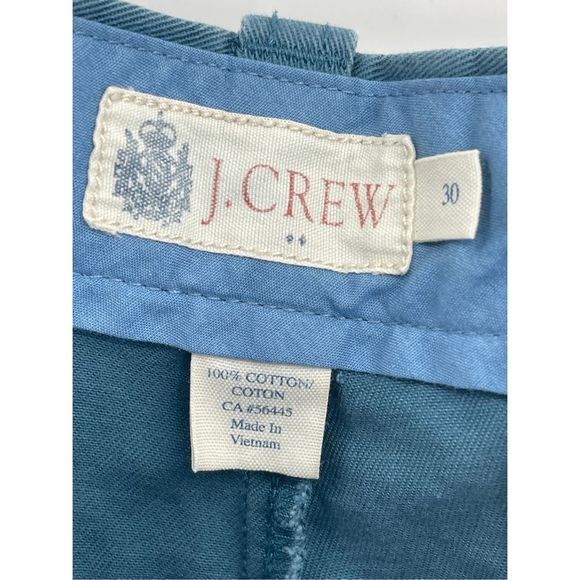 J.CREW
30
100% COTTON/
COTON
CA #56445
Made In
Vietnam